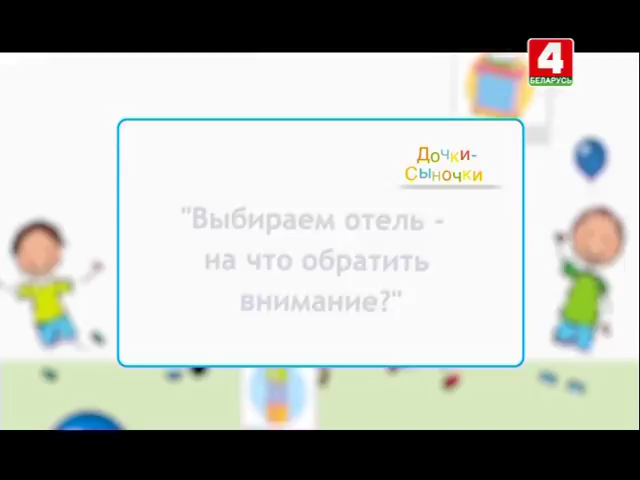 4
БЕЛАРУСЬ
Дочки-
Сыночки
"Выбираем отель -
на что обратить
внимание?"